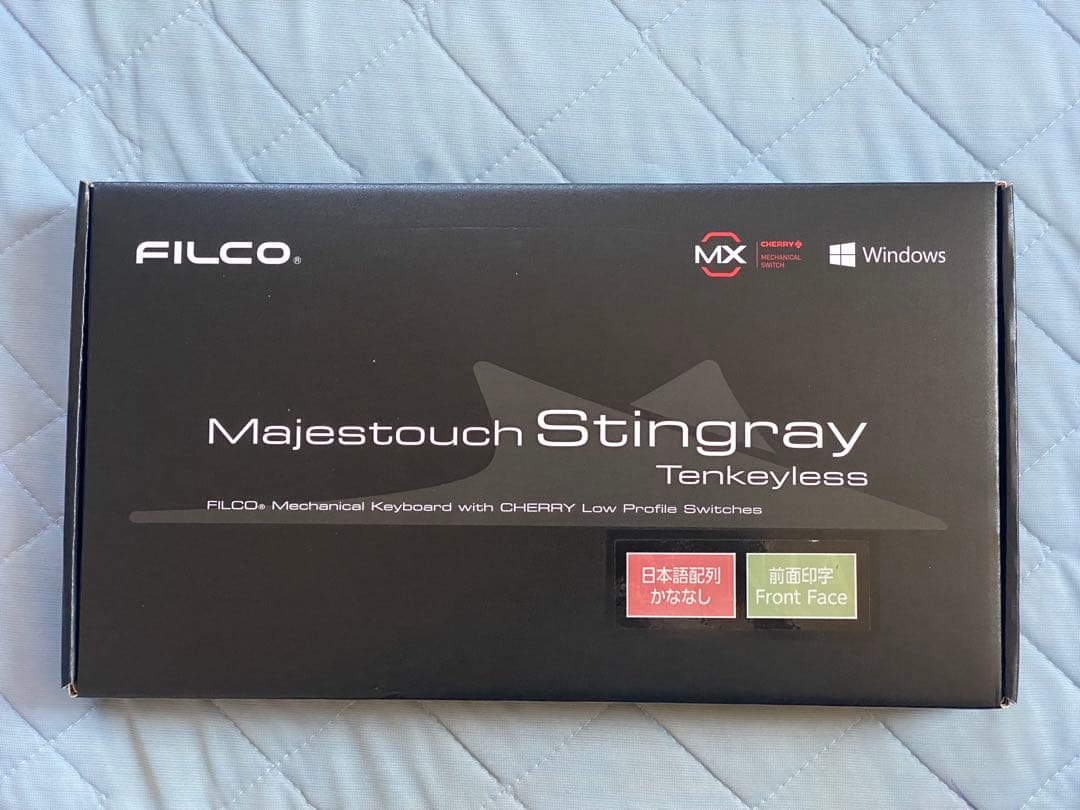 FILCO®
MX
CHERRY
MECHANICAL
SWITCH
Windows
Majestouch Stingray
Tenkeyless
FILCO® Mechanical Keyboard with CHERRY Low Profile Switches
日本語配列
かななし
前面印字
Front Face